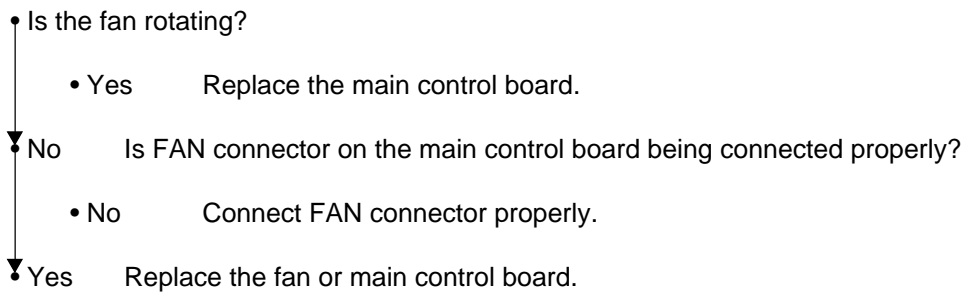 • Is the fan rotating?
• Yes Replace the main control board.
• No Is FAN connector on the main control board being connected properly?
• No Connect FAN connector properly.
• Yes Replace the fan or main control board.